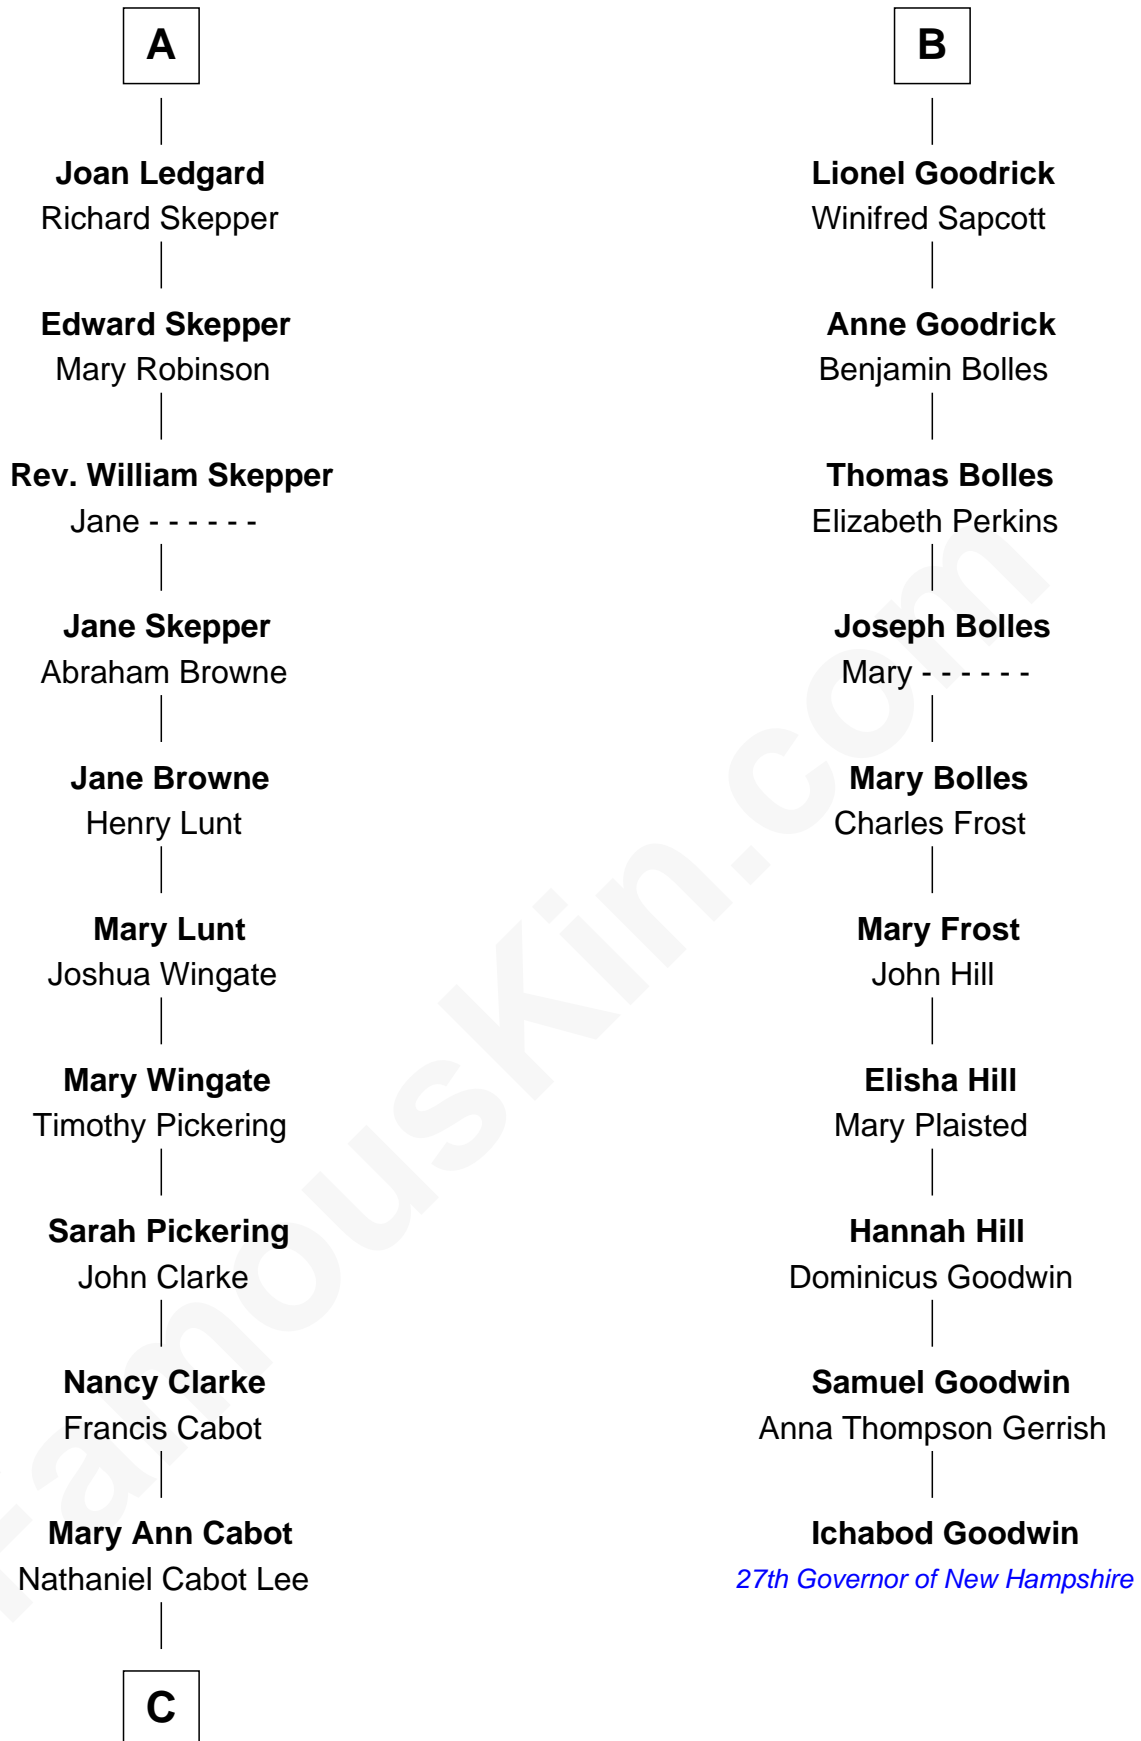 A
Joan Ledgard
Richard Skepper
Edward Skepper
Mary Robinson
Rev. William Skepper
Jane - - - - - -
Jane Skepper
Abraham Browne
Jane Browne
Henry Lunt
Mary Lunt
Joshua Wingate
Mary Wingate
Timothy Pickering
Sarah Pickering
John Clarke
Nancy Clarke
Francis Cabot
Mary Ann Cabot
Nathaniel Cabot Lee
C
B
Lionel Goodrick
Winifred Sapcott
Anne Goodrick
Benjamin Bolles
Thomas Bolles
Elizabeth Perkins
Joseph Bolles
Mary - - - - - -
Mary Bolles
Charles Frost
Mary Frost
John Hill
Elisha Hill
Mary Plaisted
Hannah Hill
Dominicus Goodwin
Samuel Goodwin
Anna Thompson Gerrish
Ichabod Goodwin
27th Governor of New Hampshire
FamousKin.com